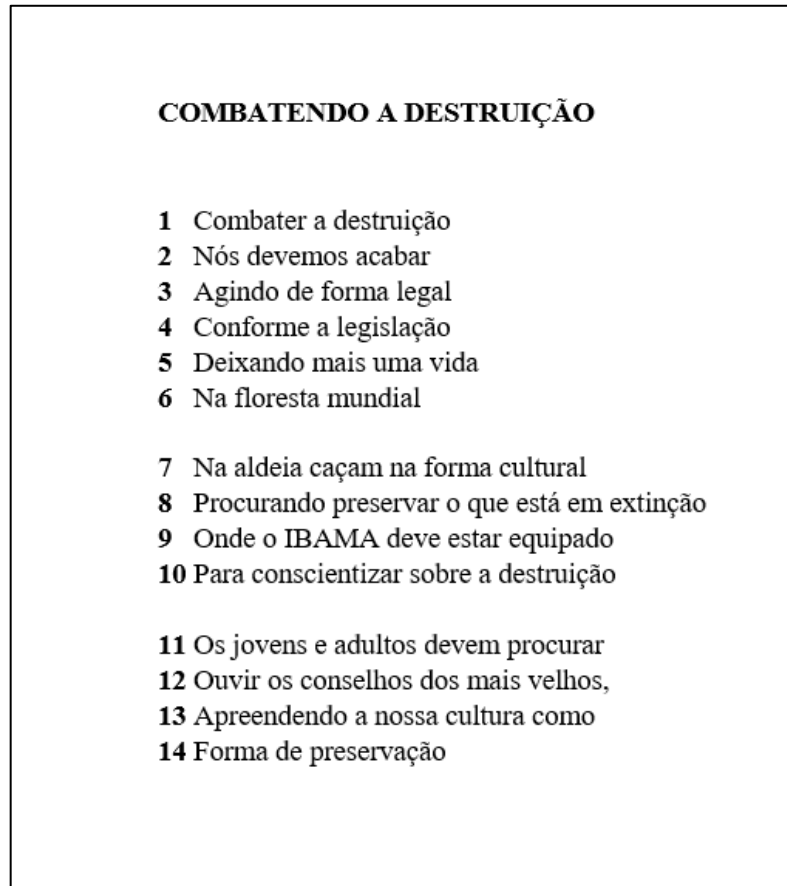 COMBATENDO A DESTRUIÇÃO
1 Combater a destruição
2 Nós devemos acabar
3 Agindo de forma legal
4 Conforme a legislação
5 Deixando mais uma vida
6 Na floresta mundial
7 Na aldeia caçam na forma cultural
8 Procurando preservar o que está em extinção
9 Onde o IBAMA deve estar equipado
10 Para conscientizar sobre a destruição
11 Os jovens e adultos devem procurar
12 Ouvir os conselhos dos mais velhos,
13 Apreendendo a nossa cultura como
14 Forma de preservação